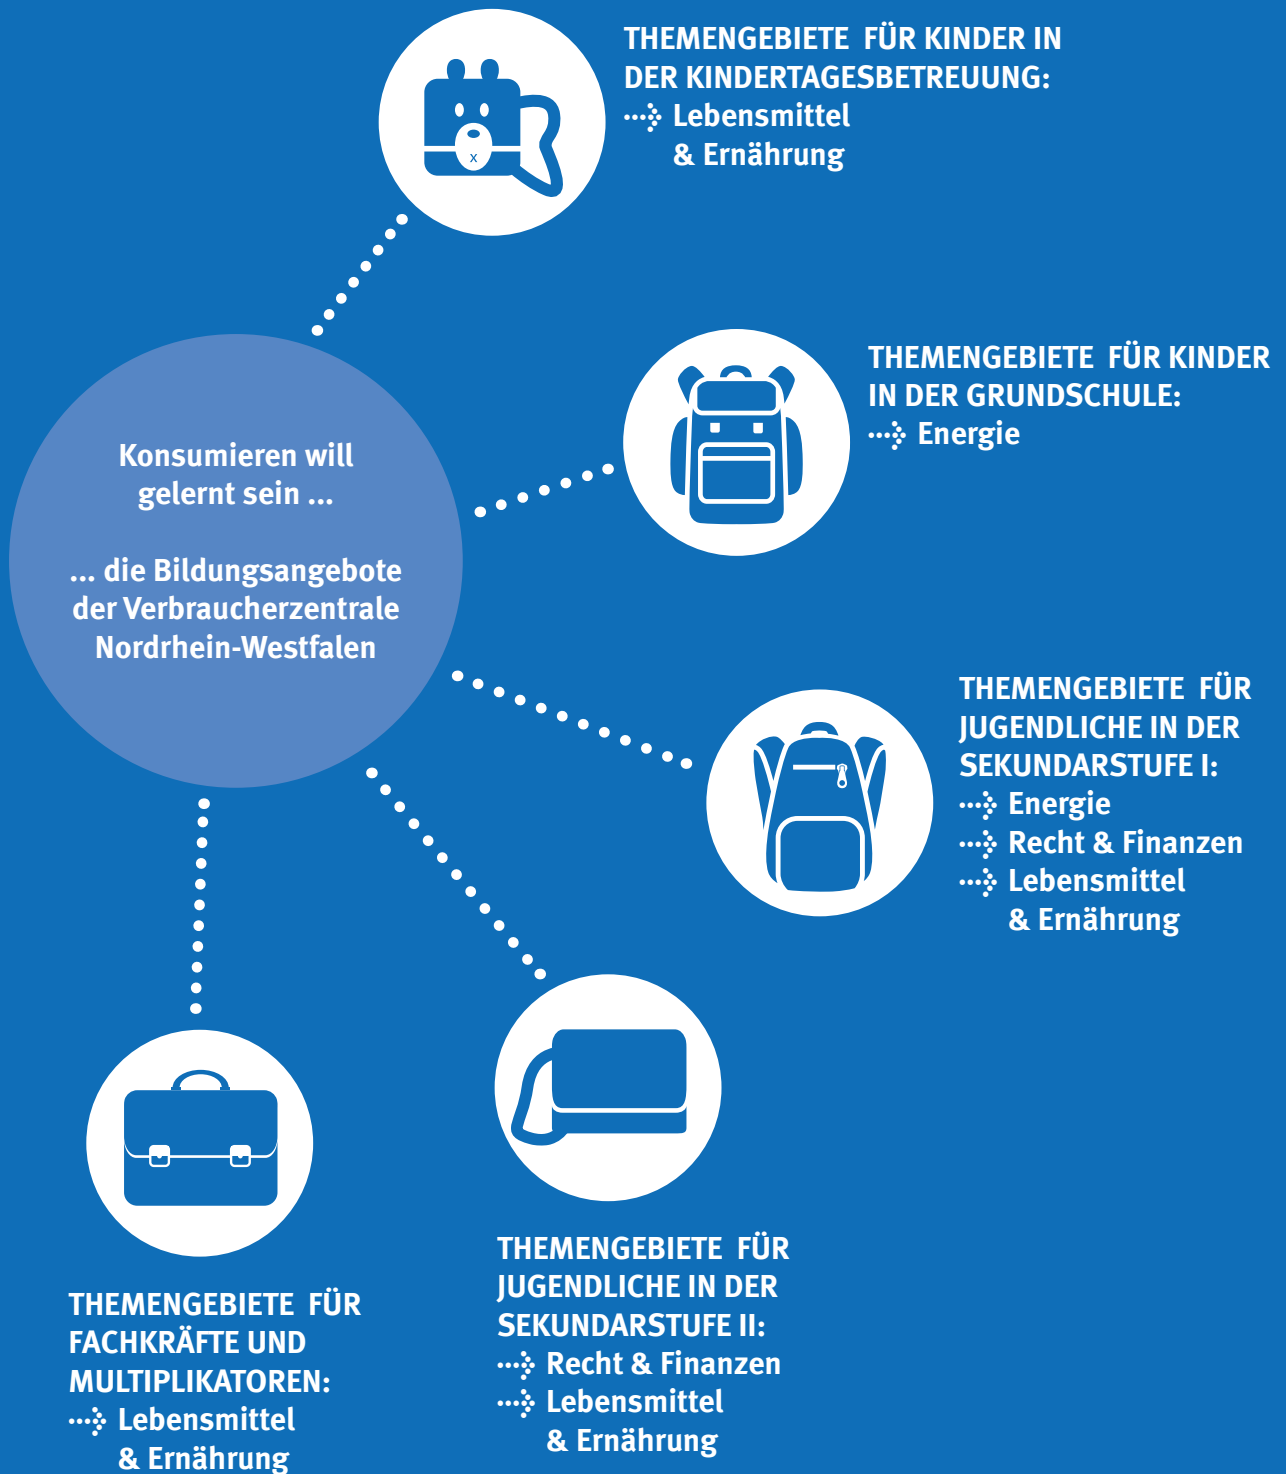 THEMENGEBIETE FÜR KINDER IN
DER KINDERTAGESBETREUUNG:
Lebensmittel
& Ernährung
x
THEMENGEBIETE FÜR KINDER
IN DER GRUNDSCHULE:
Energie
Konsumieren will
gelernt sein ...
... die Bildungsangebote
der Verbraucherzentrale
Nordrhein-Westfalen
THEMENGEBIETE FÜR
JUGENDLICHE IN DER
SEKUNDARSTUFE I:
Energie
Recht & Finanzen
Lebensmittel
& Ernährung
THEMENGEBIETE FÜR
JUGENDLICHE IN DER
SEKUNDARSTUFE II:
Recht & Finanzen
Lebensmittel
& Ernährung
THEMENGEBIETE FÜR
FACHKRÄFTE UND
MULTIPLIKATOREN:
Lebensmittel
& Ernährung